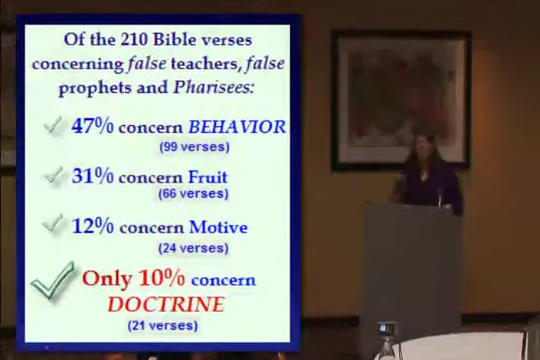 Of the 210 Bible verses
concerning false teachers, false
prophets and Pharisees:
47% concern BEHAVIOR
(99 verses)
31% concern Fruit
(66 verses)
12% concern Motive
(24 verses)
Only 10% concern
DOCTRINE
(21 verses)